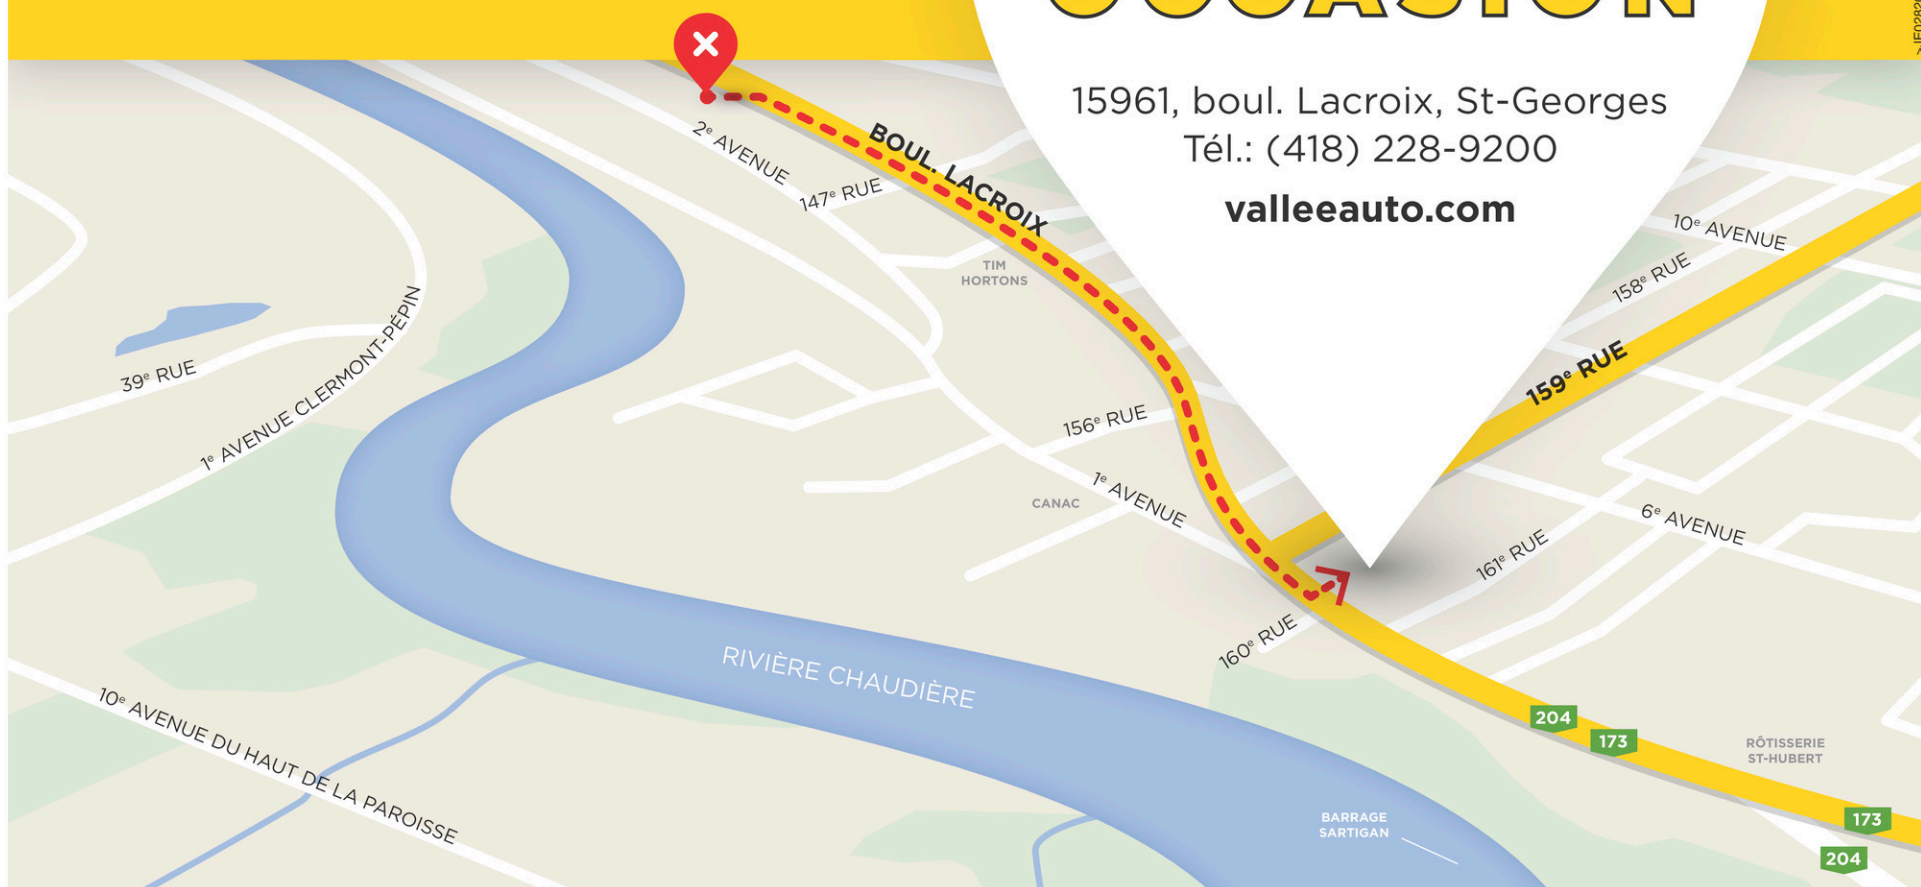 OCCASION
15961, boul. Lacroix, St-Georges
Tél.: (418) 228-9200
valleeauto.com
BOUL. LACROIX
2e AVENUE
147e RUE
TIM
HORTONS
10e AVENUE
158e RUE
159e RUE
39e RUE
1e AVENUE CLERMONT-PÉPIN
156e RUE
CANAC
1e AVENUE
6e AVENUE
161e RUE
160e RUE
RIVIÈRE CHAUDIÈRE
10e AVENUE DU HAUT DE LA PAROISSE
204
173
RÔTISSERIE
ST-HUBERT
BARRAGE
SARTIGAN
173
204